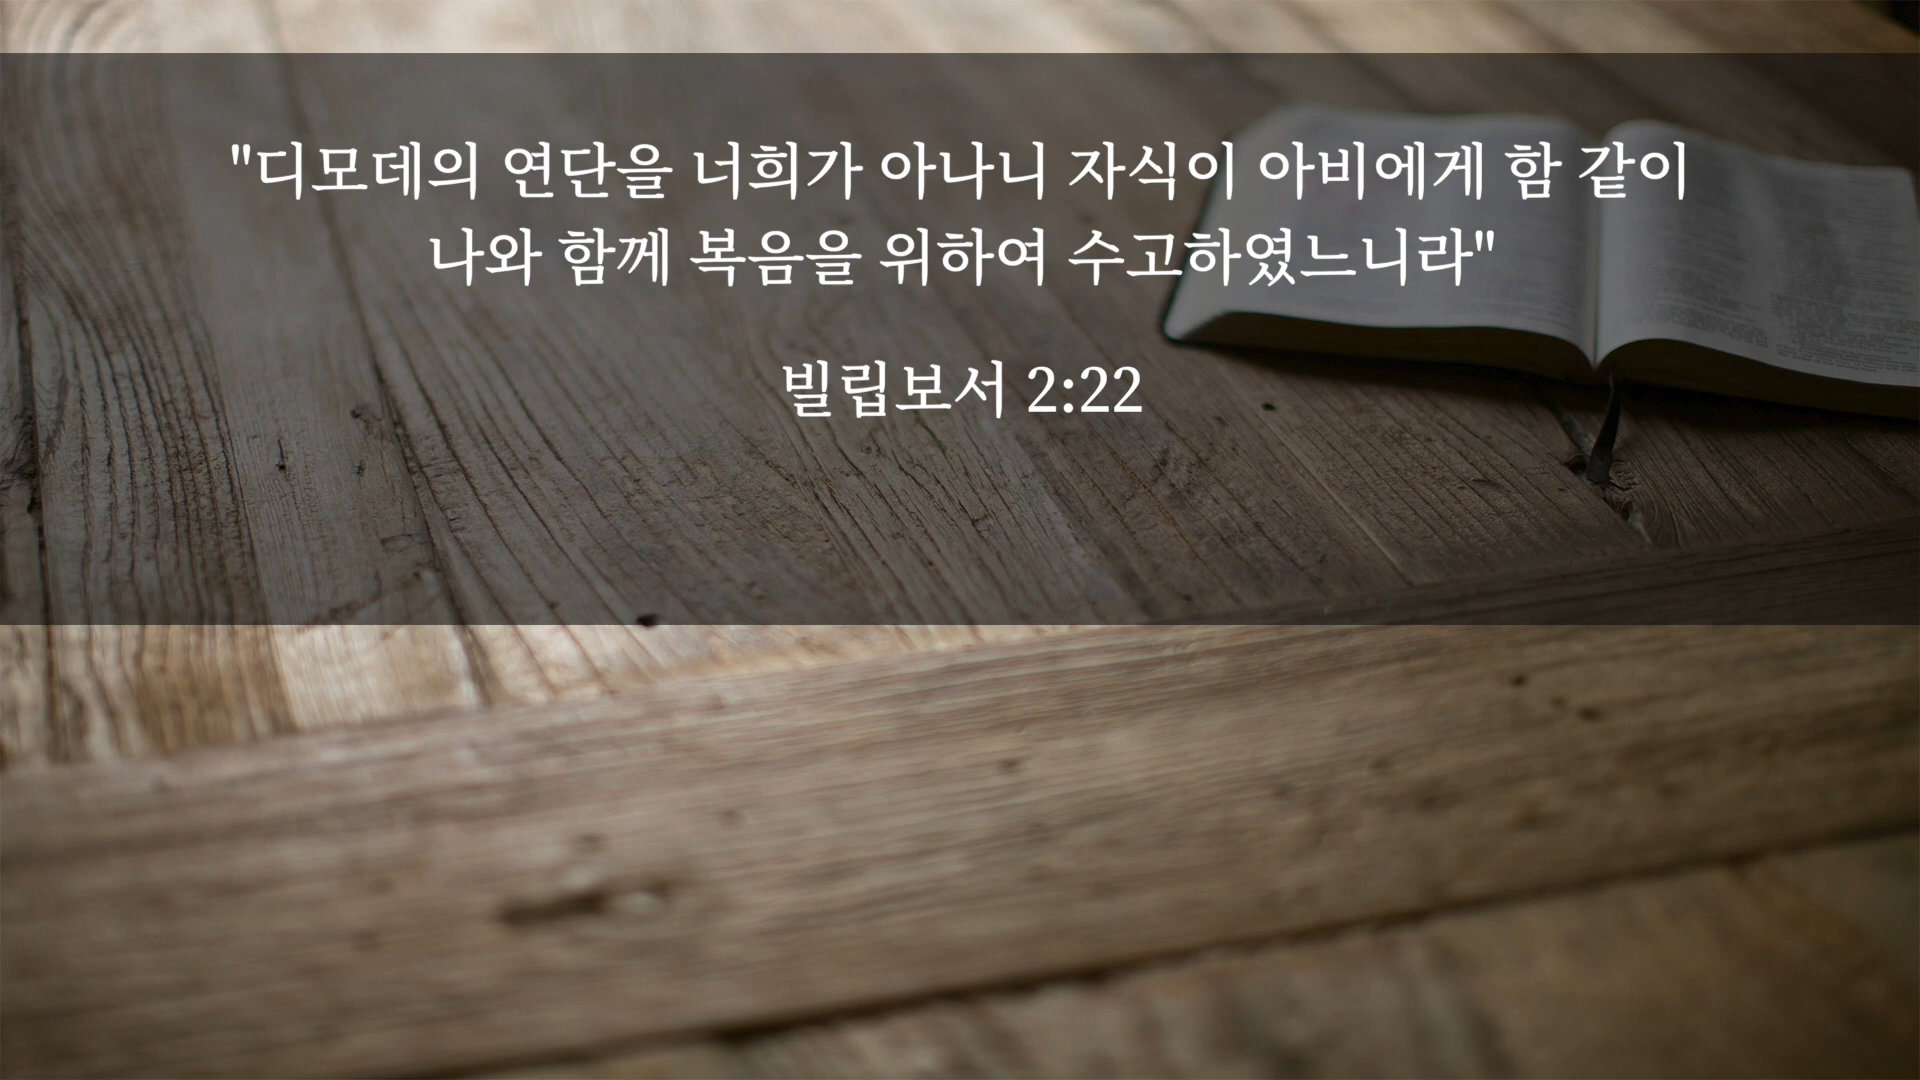 "디모데의 연단을 너희가 아나니 자식이 아비에게 함 같이
나와 함께 복음을 위하여 수고하였느니라"
빌립보서 2:22